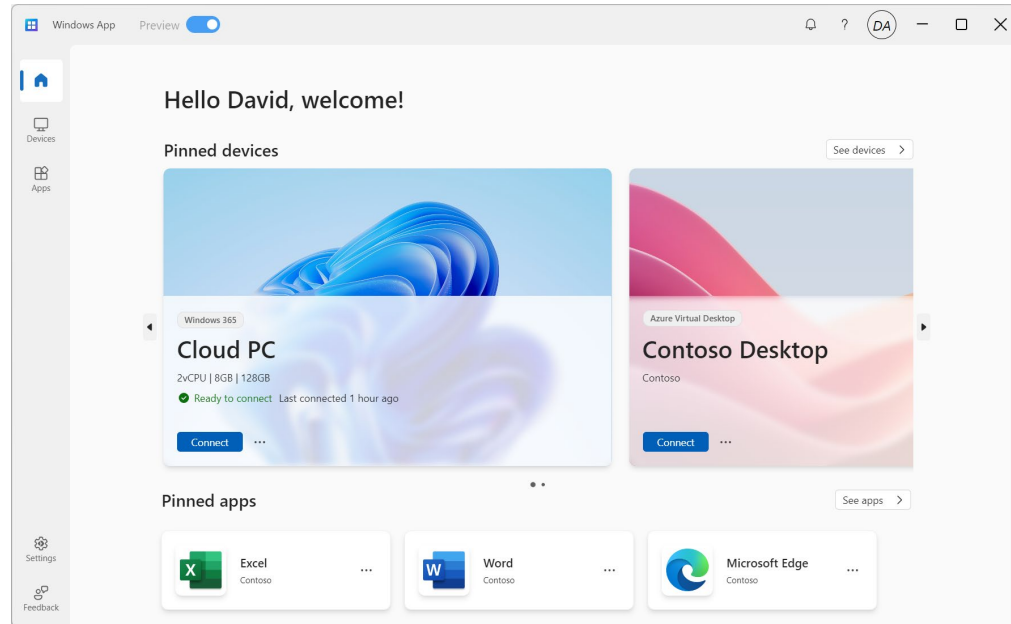 Windows App Preview ? DA
Hello David, welcome!
Devices
Apps
Pinned devices See devices
Windows 365
Cloud PC
2vCPU | 8GB | 128GB
Ready to connect Last connected 1 hour ago
Connect ...
Azure Virtual Desktop
Contoso Desktop
Contoso
Connect ...
Pinned apps See apps
X Excel ...
Contoso
W Word ...
Contoso
Microsoft Edge ...
Contoso
Settings
Feedback